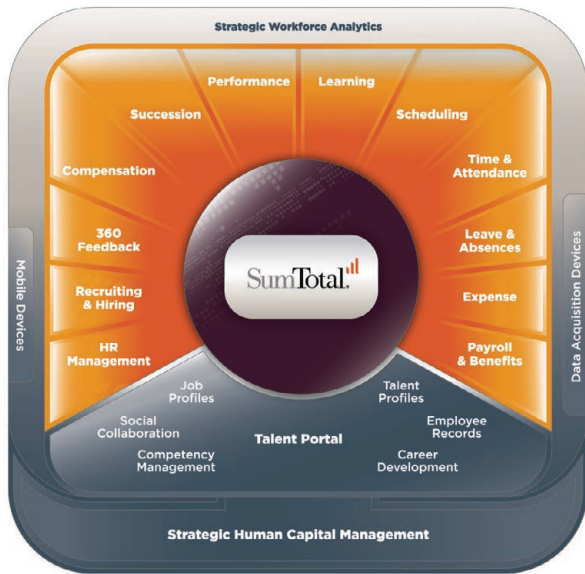 Strategic Workforce Analytics
Performance
Learning
Succession
Scheduling
Compensation
Time &
Attendance
360
Feedback
Leave &
Absences
Recruiting
& Hiring
Expense
HR
Management
Payroll
& Benefits
SumTotal.
Mobile Devices
Data Acquisition Devices
Job
Profiles
Talent
Profiles
Social
Collaboration
Talent Portal
Employee
Records
Competency
Management
Career
Development
Strategic Human Capital Management